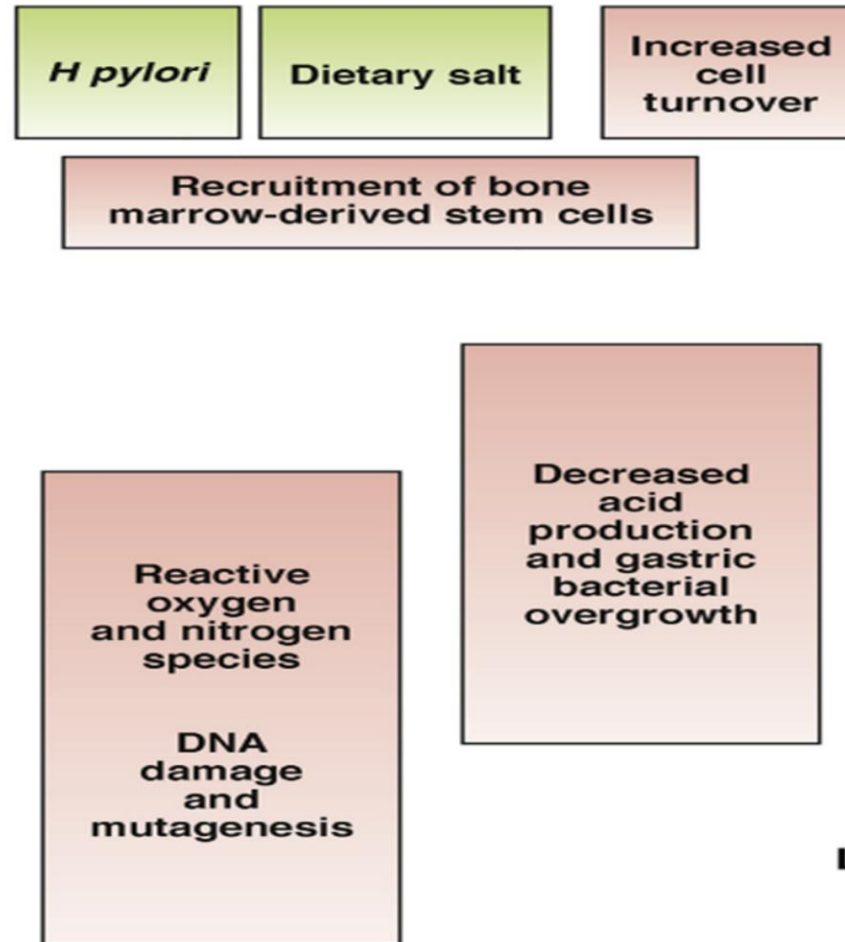 H pylori
Dietary salt
Increased
cell
turnover
Recruitment of bone
marrow-derived stem cells
Decreased
acid
production
and gastric
bacterial
overgrowth
Reactive
oxygen
and nitrogen
species
DNA
damage
and
mutagenesis